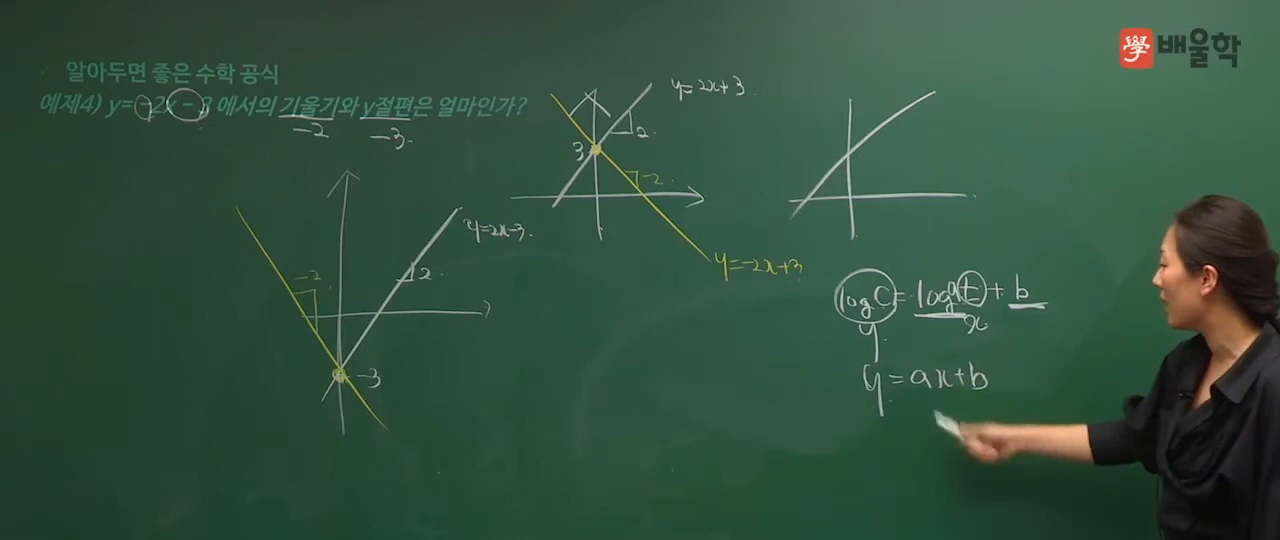 學 배울학
알아두면 좋은 수학 공식
예제4) y= -2x - 3 에서의 기울기와 y절편은 얼마인가?
-2
-3.
y=2x+3.
3
2.
-2.
y=-2x+3
y=2x-3.
-2.
2.
-3
y
x
y=ax+b